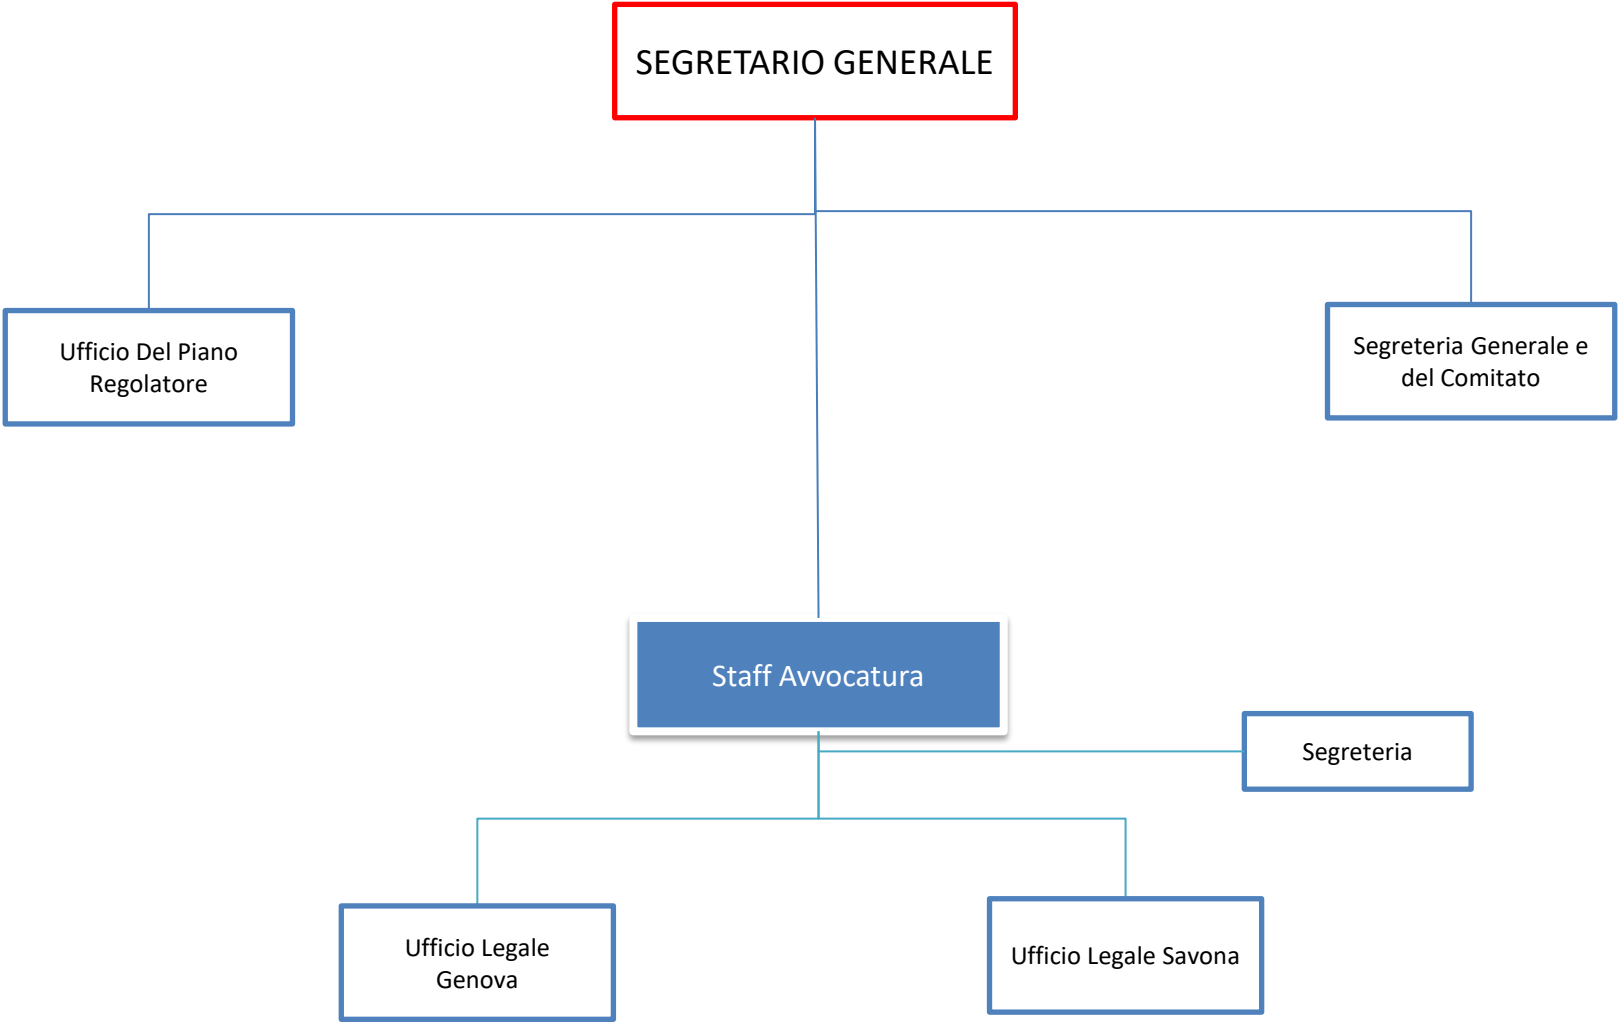 SEGRETARIO GENERALE
Ufficio Del Piano
Regolatore
Segreteria Generale e
del Comitato
Staff Avvocatura
Segreteria
Ufficio Legale
Genova
Ufficio Legale Savona